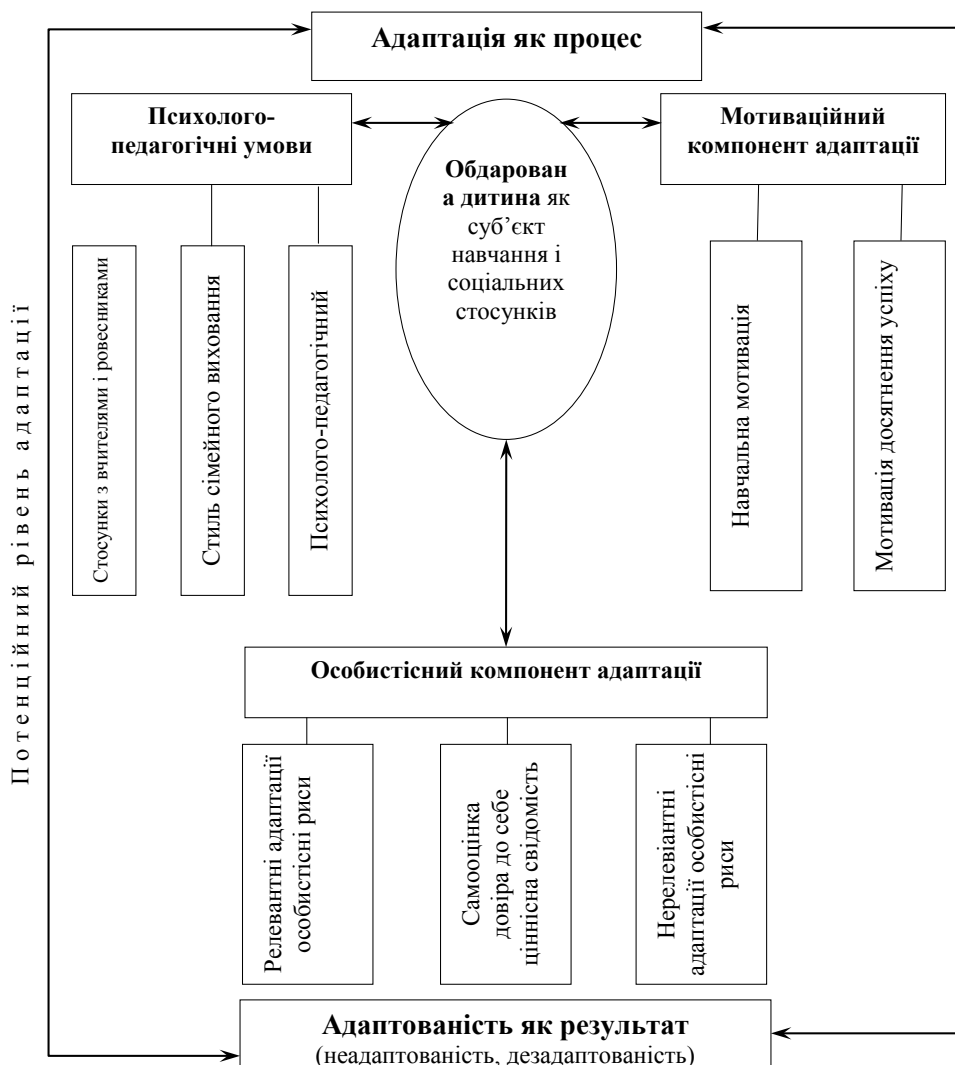 Адаптація як процес
Психолого-
педагогічні умови
Обдарован
а дитина як
суб’єкт
навчання і
соціальних
стосунків
Мотиваційний
компонент адаптації
Потенційний рівень адаптації
Стосунки з вчителями і ровесниками
Стиль сімейного виховання
Психолого-педагогічний
Навчальна мотивація
Мотивація досягнення успіху
Особистісний компонент адаптації
Релевантні адаптації
особистісні риси
Самооцінка
довіра до себе
ціннісна свідомість
Нерелевіантні
адаптації особистісні
риси
Адаптованість як результат
(неадаптованість, дезадаптованість)